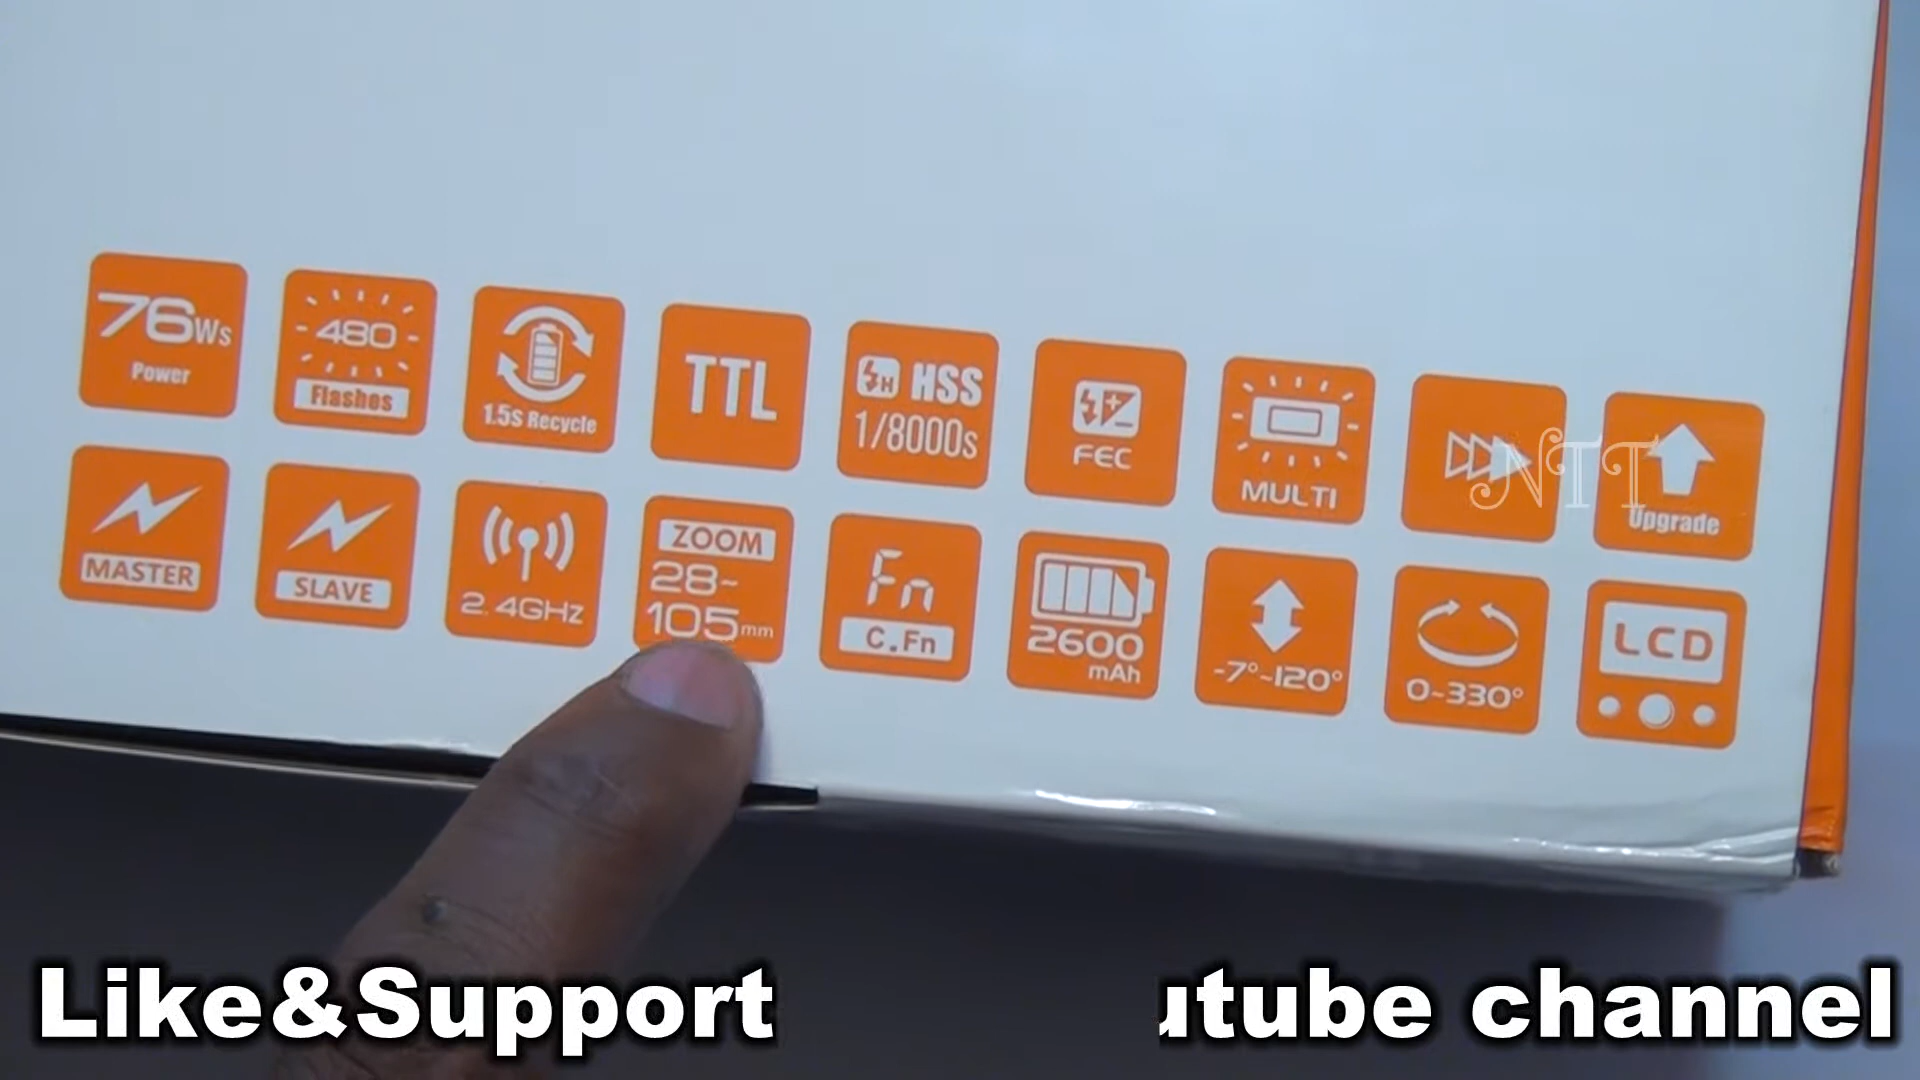 76Ws
Power
480
Flashes
1.5S Recycle
TTL
H HSS
1/8000s
FEC
MULTI
NTT
Upgrade
MASTER
SLAVE
2.4GHz
ZOOM
28~
105mm
Fn
C.Fn
2600
mAh
-7°~120°
0~330°
LCD
Like&Support
utube channel